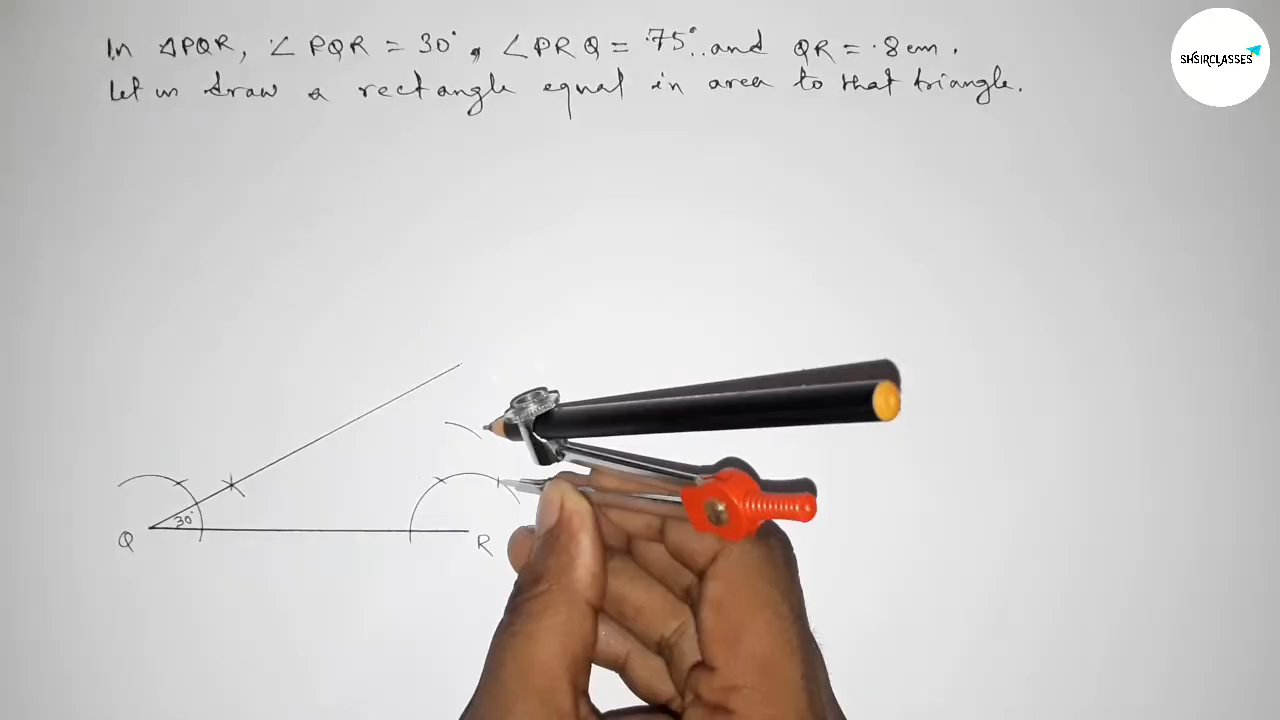 In △PQR, ∠PQR = 30°, ∠PRQ = 75° and QR = 8 cm.
Let us draw a rectangle equal in area to that triangle.
SHSIRCLASSES
30°
Q
R